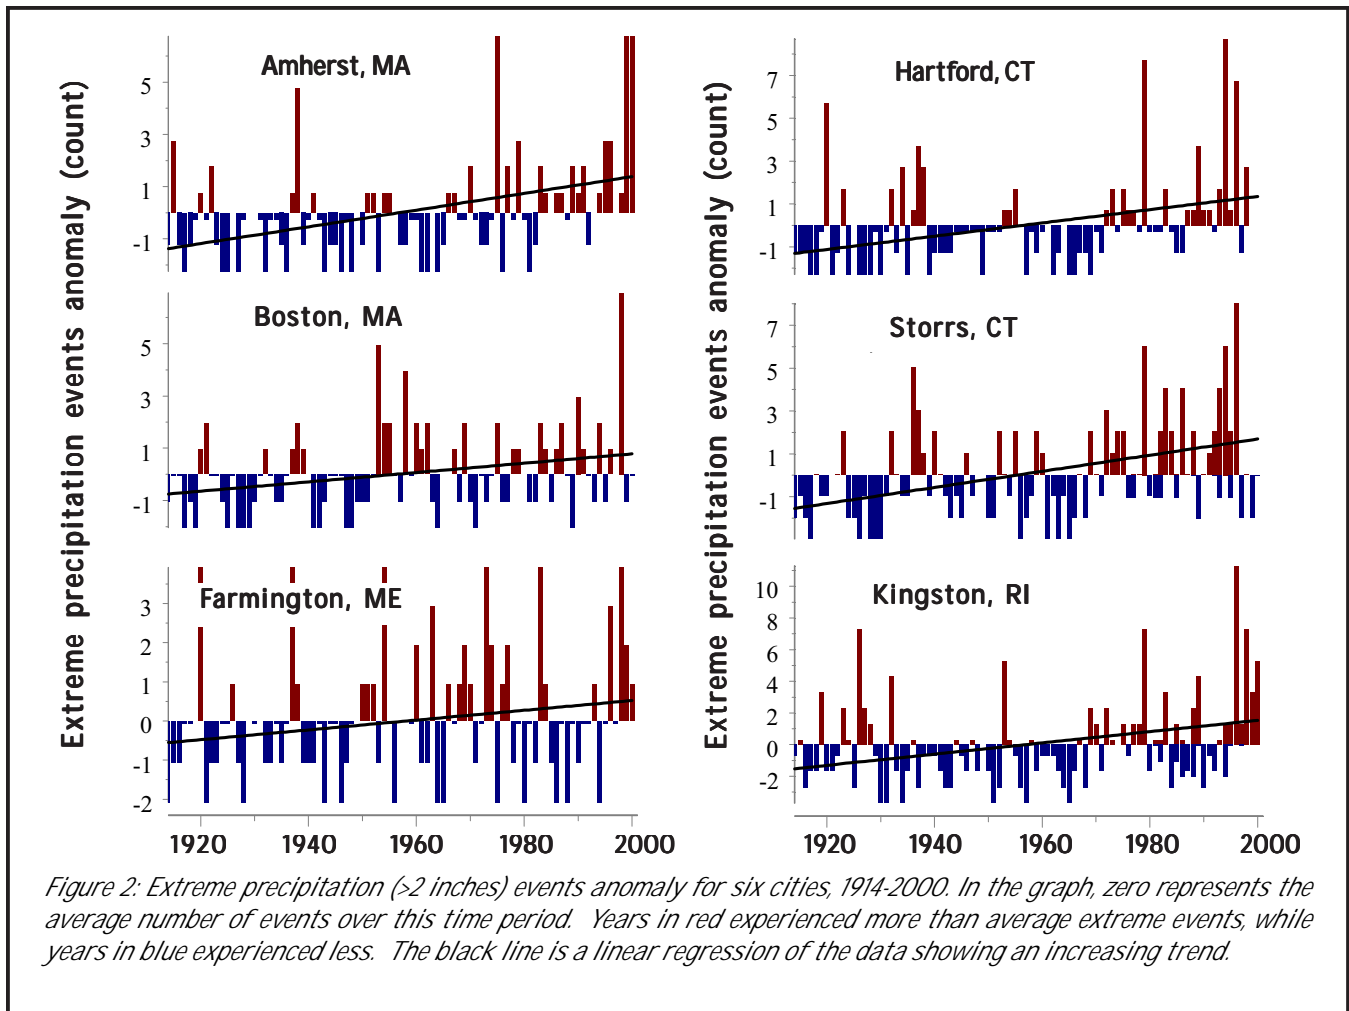 Extreme precipitation events anomaly (count)
Amherst, MA
5
3
1
-1
Boston, MA
5
3
1
-1
Farmington, ME
3
2
1
0
-1
-2
1920 1940 1960 1980 2000
Extreme precipitation events anomaly (count)
Hartford, CT
7
5
3
1
-1
Storrs, CT
7
5
3
1
-1
Kingston, RI
10
8
6
4
2
0
-2
1920 1940 1960 1980 2000
Figure 2: Extreme precipitation (>2 inches) events anomaly for six cities, 1914-2000. In the graph, zero represents the
average number of events over this time period. Years in red experienced more than average extreme events, while
years in blue experienced less. The black line is a linear regression of the data showing an increasing trend.